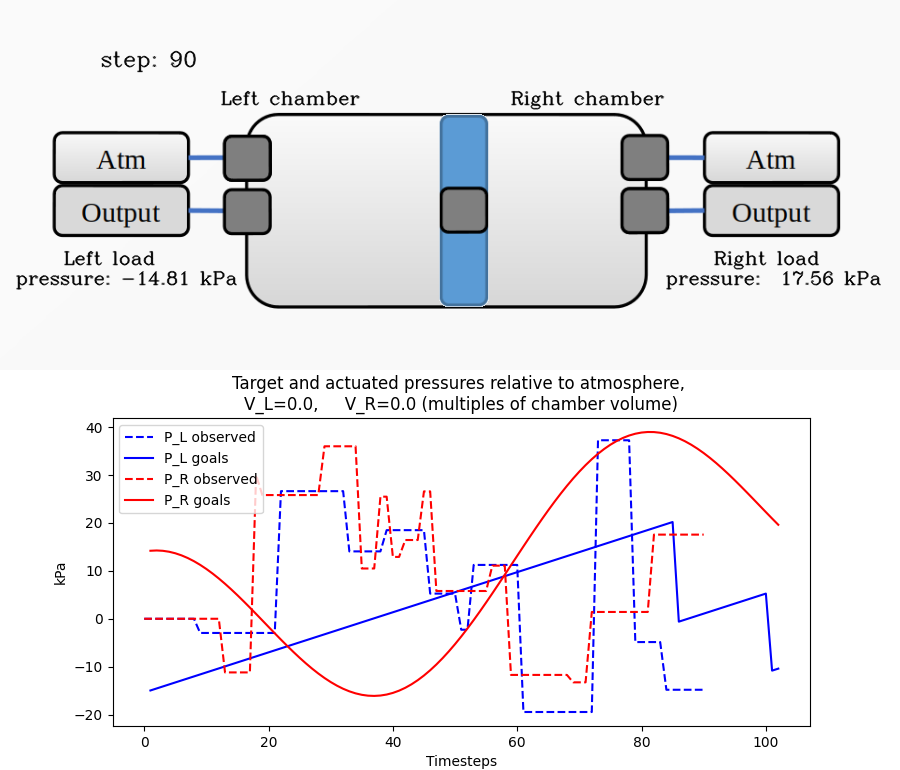 step: 90
Left chamber
Right chamber
Atm
Output
Atm
Output
Left load
pressure: −14.81 kPa
Right load
pressure: 17.56 kPa
Target and actuated pressures relative to atmosphere,
V_L=0.0, V_R=0.0 (multiples of chamber volume)
P_L observed
P_L goals
P_R observed
P_R goals
kPa
40
30
20
10
0
−10
−20
0
20
40
60
80
100
Timesteps